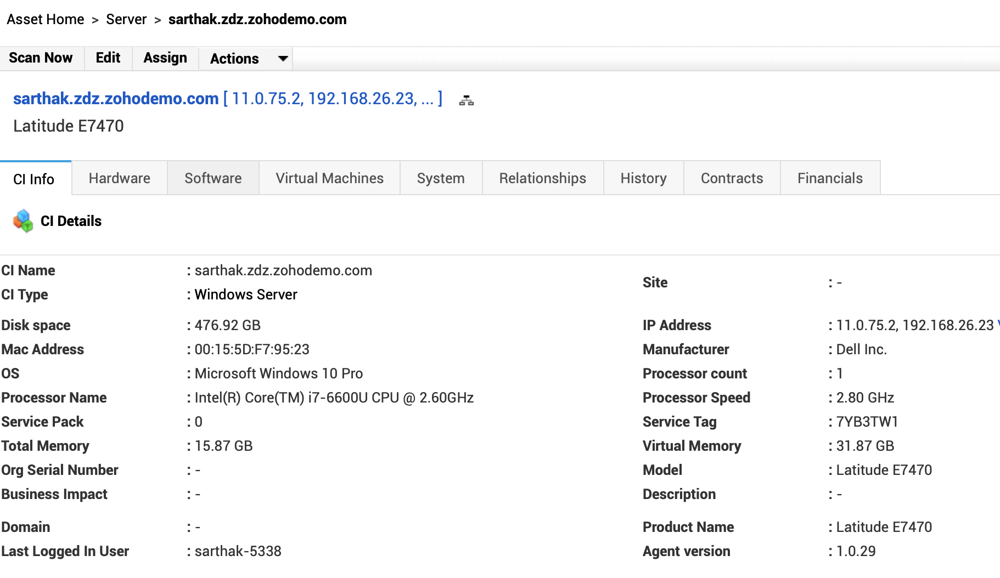 Asset Home > Server > sarthak.zdz.zohodemo.com
Scan Now Edit Assign Actions
sarthak.zdz.zohodemo.com [ 11.0.75.2, 192.168.26.23, ... ]
Latitude E7470
CI Info Hardware Software Virtual Machines System Relationships History Contracts Financials
CI Details
CI Name : sarthak.zdz.zohodemo.com
Site : -
CI Type : Windows Server
Disk space : 476.92 GB IP Address : 11.0.75.2, 192.168.26.23
Mac Address : 00:15:5D:F7:95:23 Manufacturer : Dell Inc.
OS : Microsoft Windows 10 Pro Processor count : 1
Processor Name : Intel(R) Core(TM) i7-6600U CPU @ 2.60GHz Processor Speed : 2.80 GHz
Service Pack : 0 Service Tag : 7YB3TW1
Total Memory : 15.87 GB Virtual Memory : 31.87 GB
Org Serial Number : - Model : Latitude E7470
Business Impact : - Description : -
Domain : - Product Name : Latitude E7470
Last Logged In User : sarthak-5338 Agent version : 1.0.29